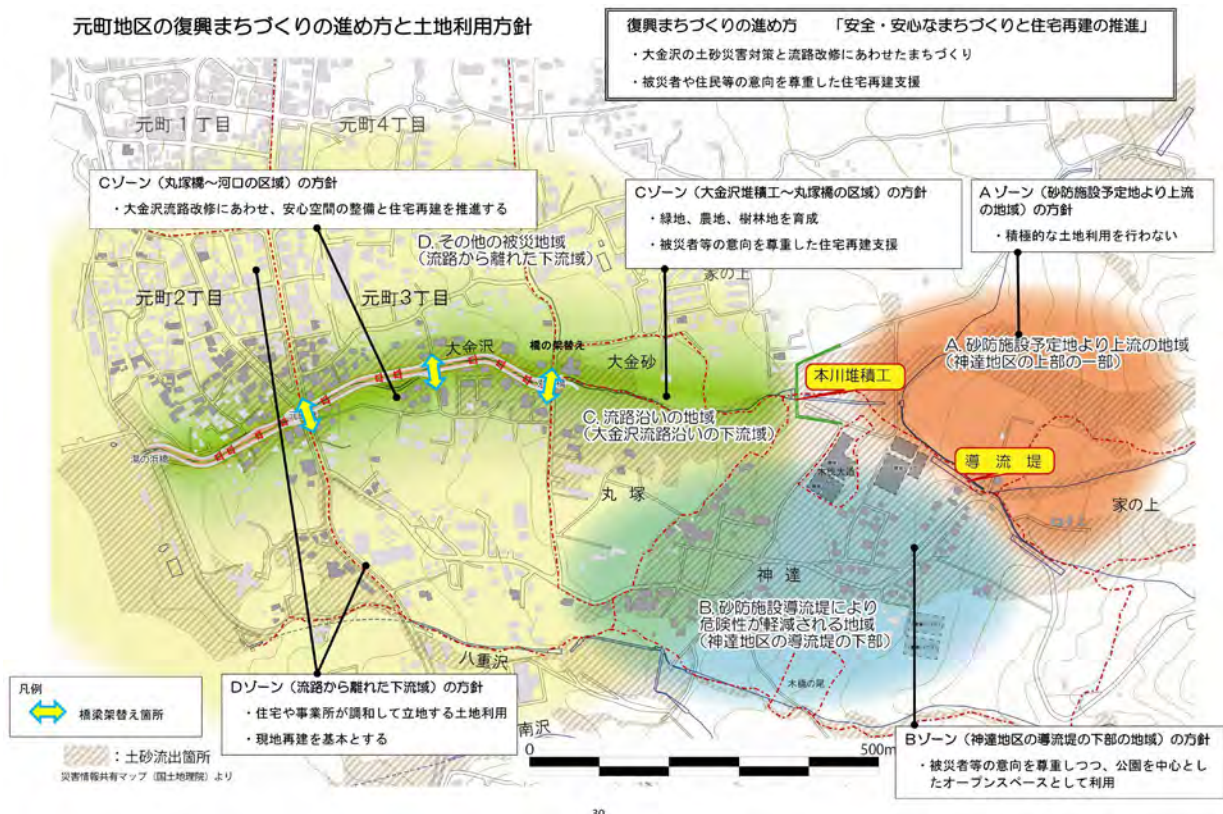 元町地区の復興まちづくりの進め方と土地利用方針
復興まちづくりの進め方 「安全・安心なまちづくりと住宅再建の推進」
・大金沢の土砂災害対策と流路改修にあわせたまちづくり
・被災者や住民等の意向を尊重した住宅再建支援
元町1丁目
元町4丁目
Cゾーン(丸塚橋~河口の区域)の方針
・大金沢流路改修にあわせ、安心空間の整備と住宅再建を推進する
Cゾーン(大金沢堆積工~丸塚橋の区域)の方針
・緑地、農地、樹林地を育成
・被災者等の意向を尊重した住宅再建支援
Aゾーン(砂防施設予定地より上流
の地域)の方針
・積極的な土地利用を行わない
D. その他の被災地域
(流路から離れた下流域)
家の上
元町2丁目
元町3丁目
大金沢
橋の架替え
大金砂
A. 砂防施設予定地より上流の地域
(神達地区の上部の一部)
本川堆積工
C. 流路沿いの地域
(大金沢流路沿いの下流域)
湯の浜橋
導流堤
丸塚
家の上
神達
B. 砂防施設導流堤により
危険性が軽減される地域
(神達地区の導流堤の下部)
八重沢
木積の尾
凡例
橋梁架替え箇所
Dゾーン(流路から離れた下流域)の方針
・住宅や事業所が調和して立地する土地利用
・現地再建を基本とする
南沢
0
500m
:土砂流出箇所
災害情報共有マップ(国土地理院)より
Bゾーン(神達地区の導流堤の下部の地域)の方針
・被災者等の意向を尊重しつつ、公園を中心とし
たオープンスペースとして利用
30